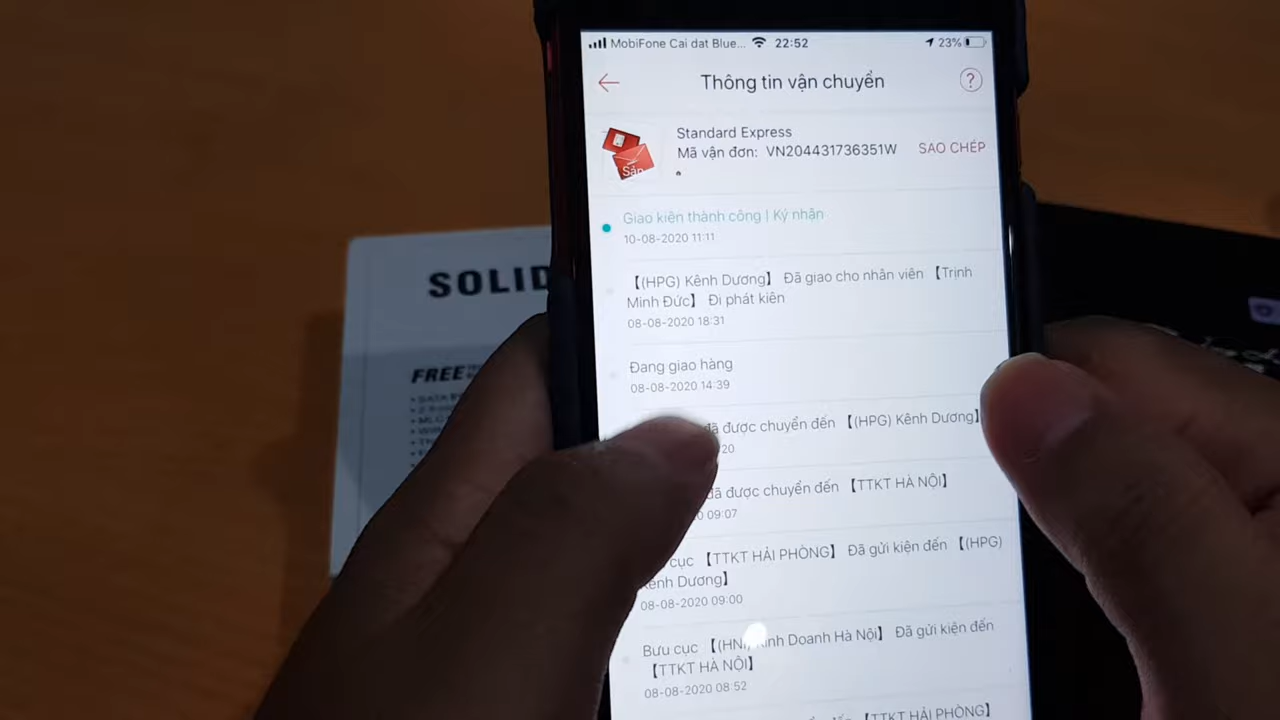 MobiFone Cai dat Blue... 22:52 23%
Thông tin vận chuyển ?
Standard Express
Mã vận đơn: VN204431736351W SAO CHÉP
Sản
Giao kiện thành công | Ký nhận
10-08-2020 11:11
【(HPG) Kênh Dương】 Đã giao cho nhân viên 【Trịnh
Minh Đức】 Đi phát kiện
08-08-2020 18:31
Đang giao hàng
08-08-2020 14:39
đã được chuyển đến 【(HPG) Kênh Dương】
20
đã được chuyển đến 【TTKT HÀ NỘI】
09:07
cục 【TTKT HẢI PHÒNG】 Đã gửi kiện đến 【(HPG)
Kênh Dương】
08-08-2020 09:00
Bưu cục 【(HNI) Kinh Doanh Hà Nội】 Đã gửi kiện đến
【TTKT HÀ NỘI】
08-08-2020 08:52
【TTKT HẢI PHÒNG】
SOLID
FREE